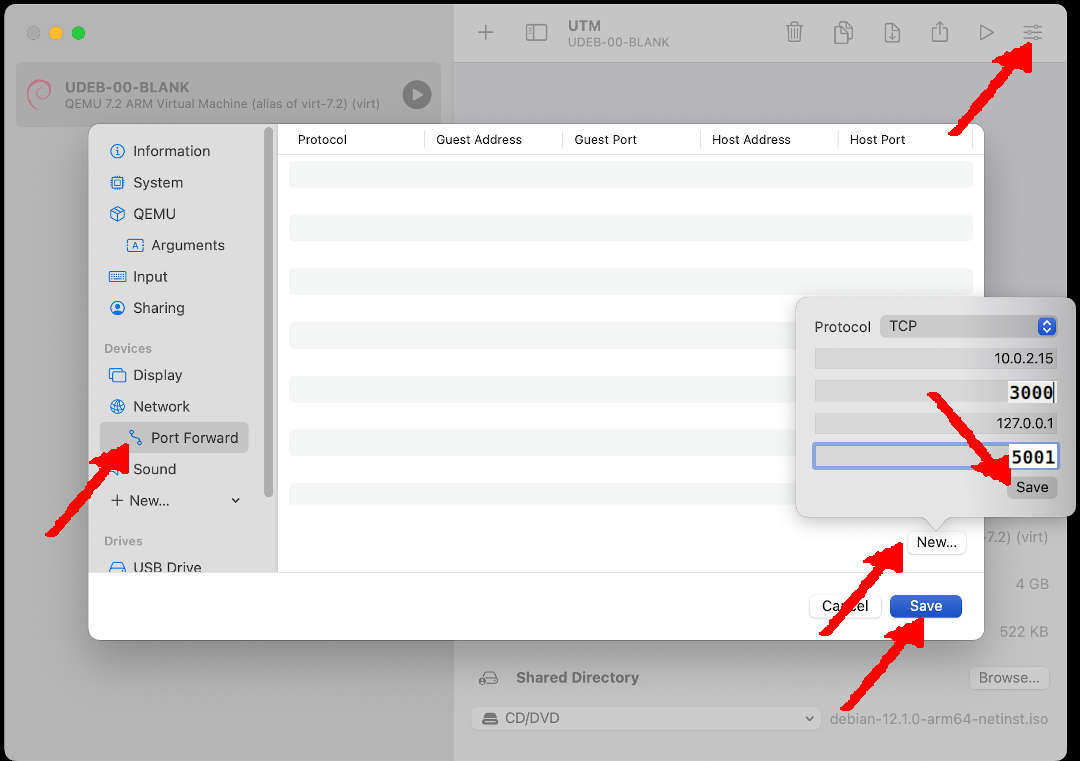 UTM
UDEB-00-BLANK
UDEB-00-BLANK
QEMU 7.2 ARM Virtual Machine (alias of virt-7.2) (virt)
Information
System
QEMU
A Arguments
Input
Sharing
Devices
Display
Network
Port Forward
Sound
New...
Drives
USB Drive
Protocol Guest Address Guest Port Host Address Host Port
Protocol TCP
10.0.2.15
3000
127.0.0.1
5001
Save
New...
-7.2) (virt)
Cancel Save
4 GB
522 KB
Shared Directory Browse...
CD/DVD debian-12.1.0-arm64-netinst.iso